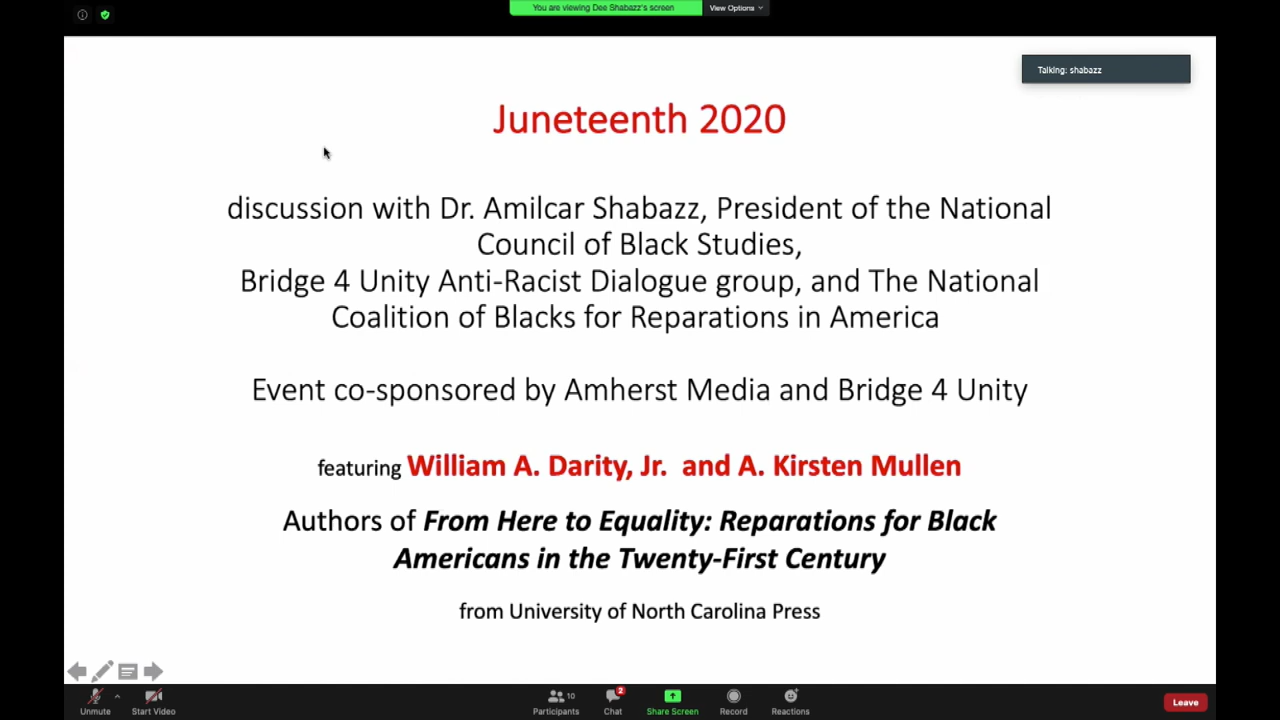 You are viewing Dee Shabazz's screen
View Options
Talking: shabazz
Juneteenth 2020
discussion with Dr. Amilcar Shabazz, President of the National
Council of Black Studies,
Bridge 4 Unity Anti-Racist Dialogue group, and The National
Coalition of Blacks for Reparations in America
Event co-sponsored by Amherst Media and Bridge 4 Unity
featuring William A. Darity, Jr. and A. Kirsten Mullen
Authors of From Here to Equality: Reparations for Black
Americans in the Twenty-First Century
from University of North Carolina Press
Unmute
Start Video
10
Participants
2
Chat
Share Screen
Record
Reactions
Leave